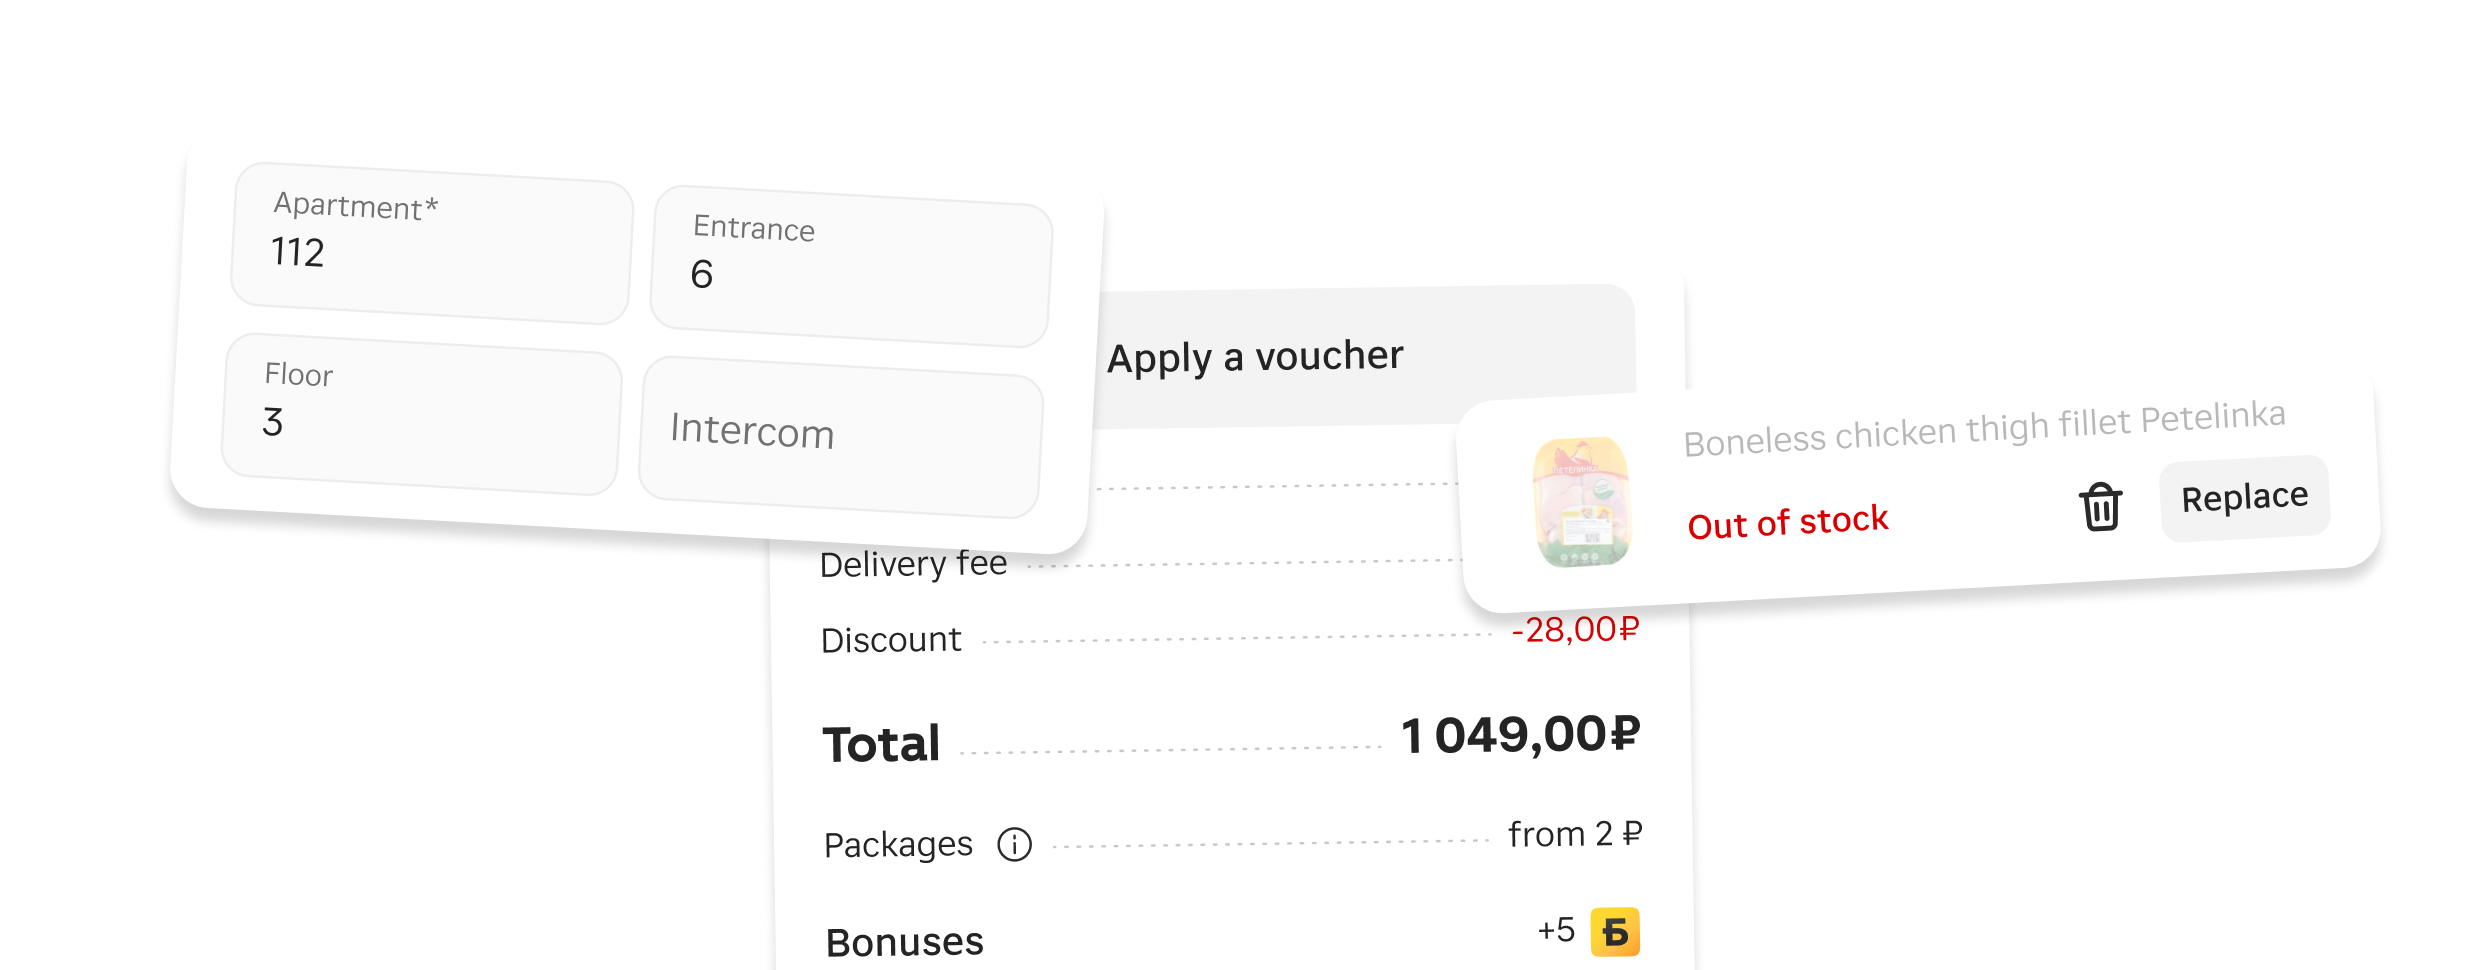 Apartment*
112
Entrance
6
Floor
3
Intercom
Apply a voucher
Boneless chicken thigh fillet Petelinka
ПЕТЕЛИНКА
Out of stock
Replace
Delivery fee
Discount -28,00₽
Total 1 049,00₽
Packages from 2 ₽
Bonuses +5 Б